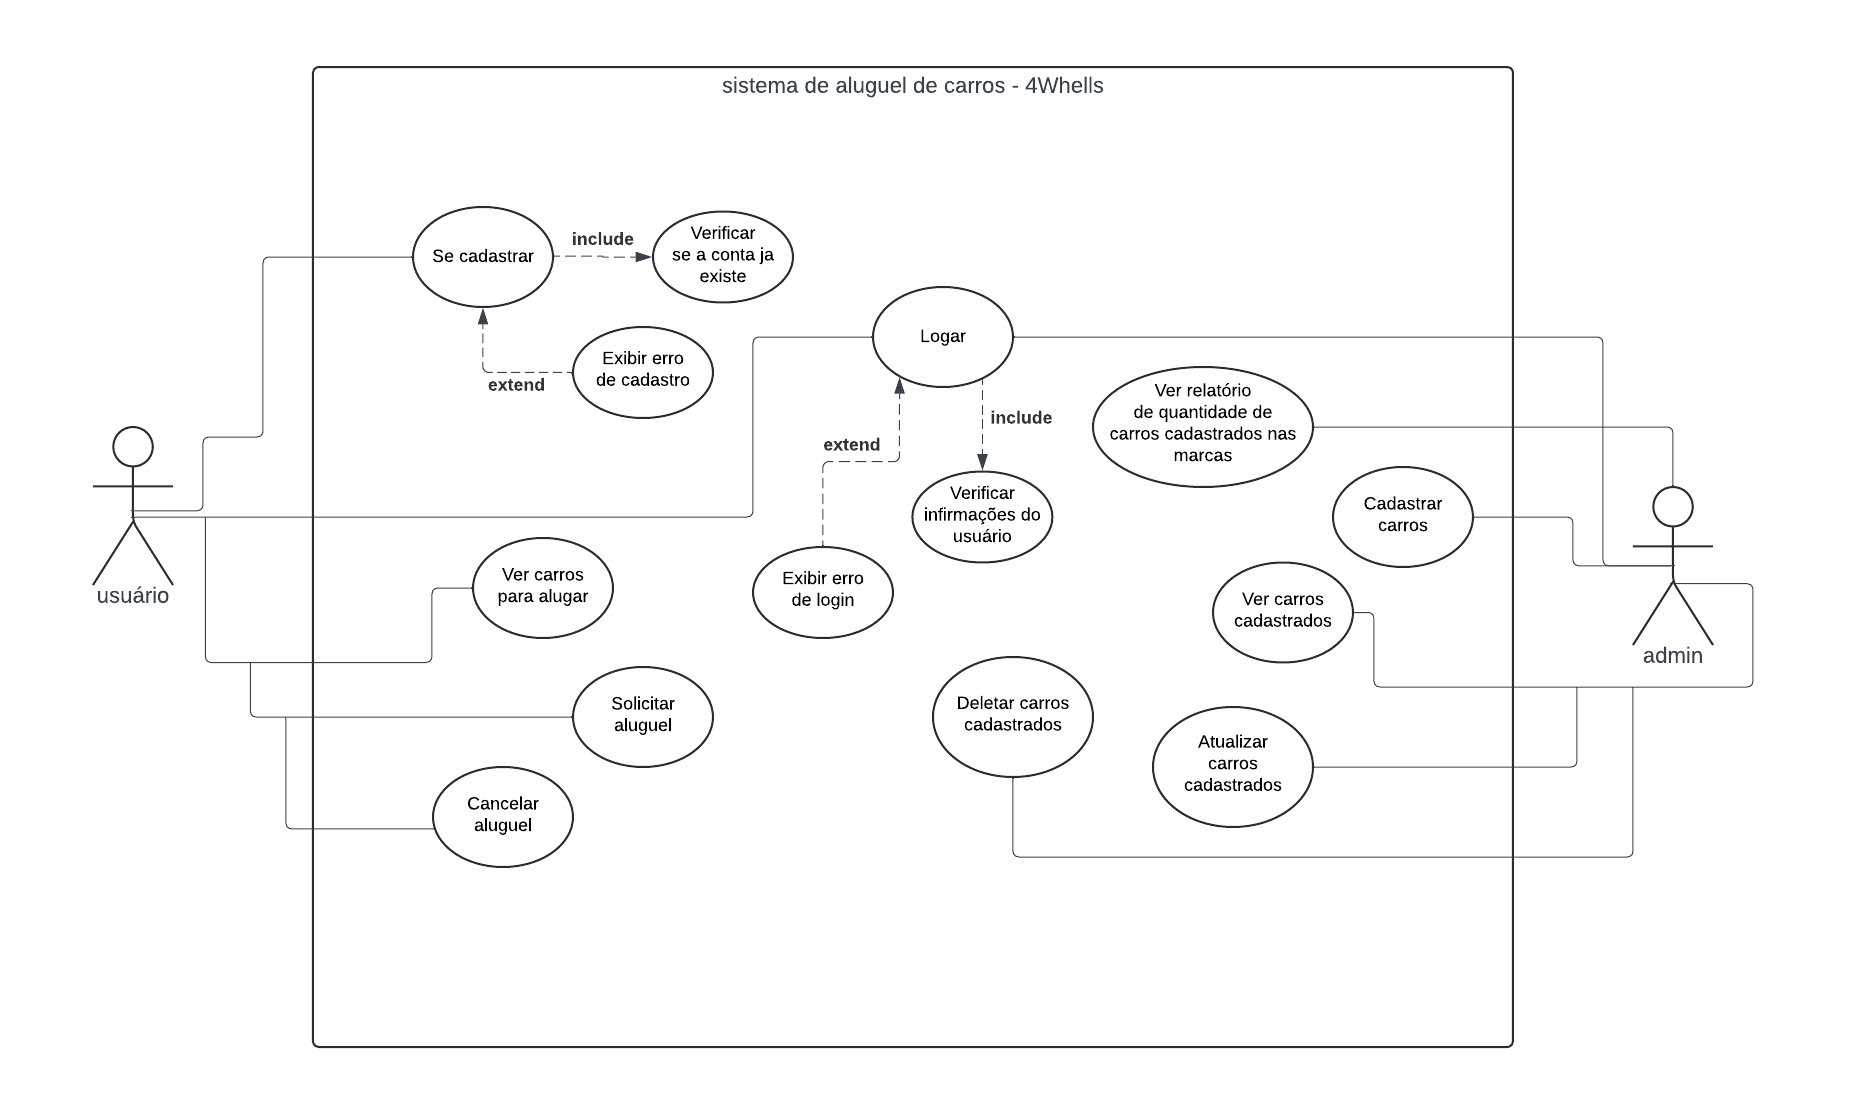 sistema de aluguel de carros - 4Whells
Se cadastrar
include
Verificar
se a conta ja
existe
Exibir erro
de cadastro
extend
Logar
include
extend
Verificar
infirmações do
usuário
Exibir erro
de login
Ver relatório
de quantidade de
carros cadastrados nas
marcas
Cadastrar
carros
usuário
Ver carros
para alugar
Ver carros
cadastrados
admin
Solicitar
aluguel
Deletar carros
cadastrados
Atualizar
carros
cadastrados
Cancelar
aluguel